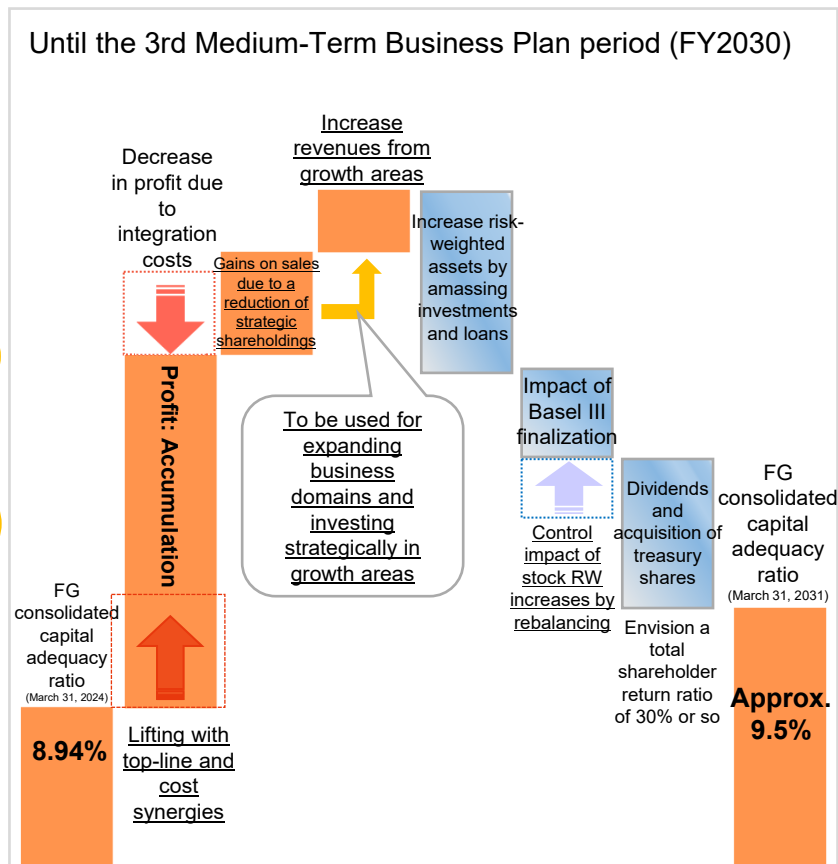 Until the 3rd Medium-Term Business Plan period (FY2030)
Increase
revenues from
growth areas
Decrease
in profit due
to
integration
costs
Gains on sales
due to a
reduction of
strategic
shareholdings
Increase risk-
weighted
assets by
amassing
investments
and loans
Profit: Accumulation
To be used for
expanding
business
domains and
investing
strategically in
growth areas
Impact of
Basel III
finalization
Control
impact of
stock RW
increases by
rebalancing
Dividends
and
acquisition of
treasury
shares
Envision a
total
shareholder
return ratio
of 30% or so
FG
consolidated
capital
adequacy
ratio
(March 31, 2024)
8.94%
Lifting with
top-line and
cost
synergies
FG
consolidated
capital
adequacy
ratio
(March 31, 2031)
Approx.
9.5%